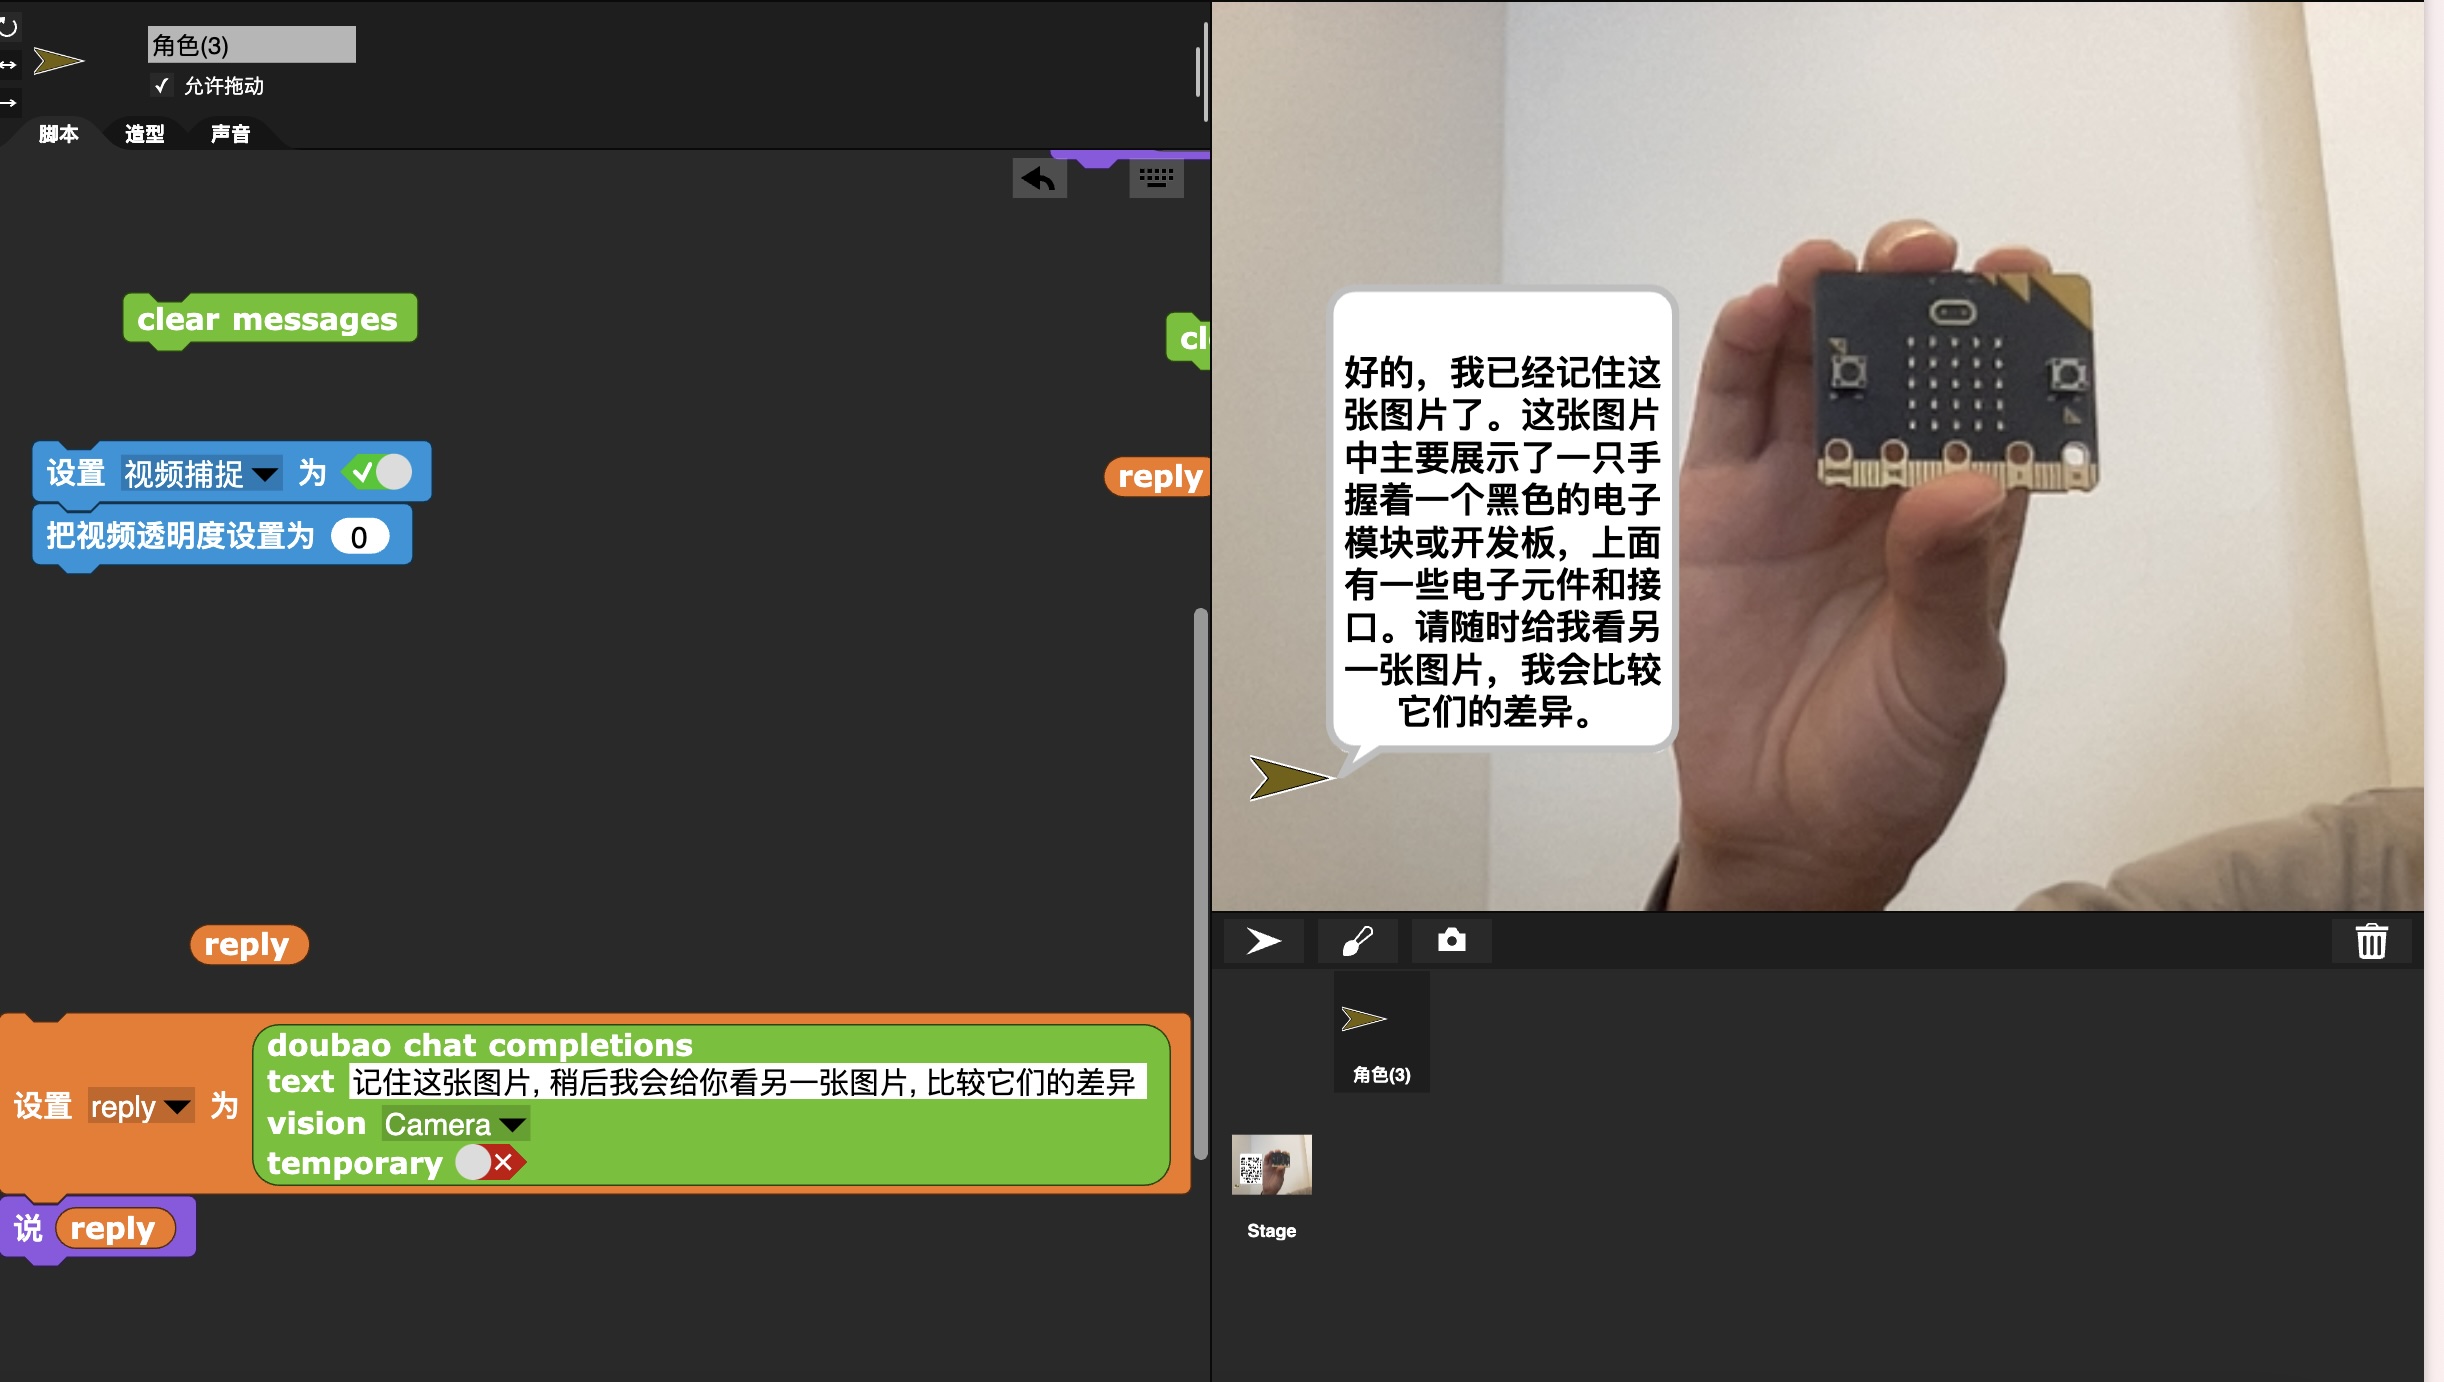 角色(3)
允许拖动
脚本 造型 声音
clear messages
cl
设置 视频捕捉 为
把视频透明度设置为 0
reply
reply
设置 reply 为
doubao chat completions
text 记住这张图片, 稍后我会给你看另一张图片, 比较它们的差异
vision Camera
temporary
说 reply
好的，我已经记住这
张图片了。这张图片
中主要展示了一只手
握着一个黑色的电子
模块或开发板，上面
有一些电子元件和接
口。请随时给我看另
一张图片，我会比较
它们的差异。
角色(3)
Stage